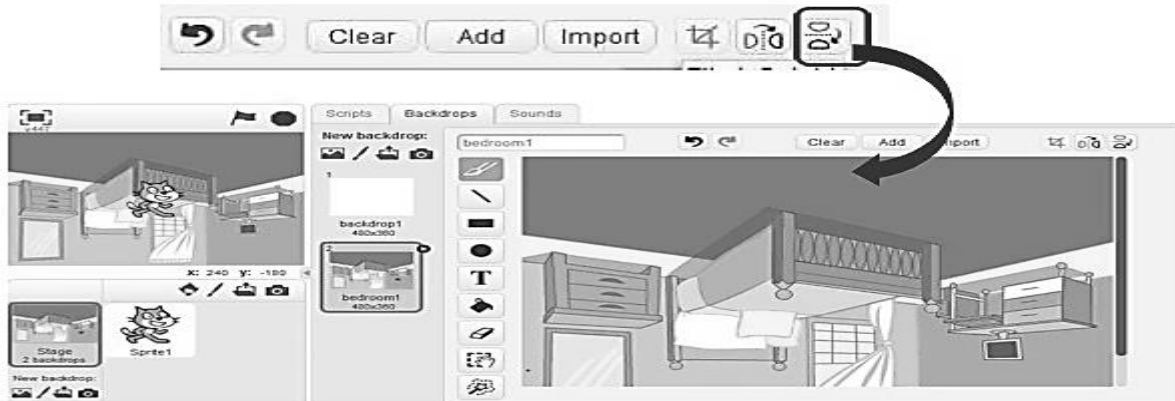 Clear Add Import
v447
Scripts Backdrops Sounds
New backdrop:
bedroom1
Clear Add Import
1
backdrop1
480x360
T
x: 240 y: -180
2
bedroom1
480x360
Stage
2 backdrops
Sprite1
New backdrop: